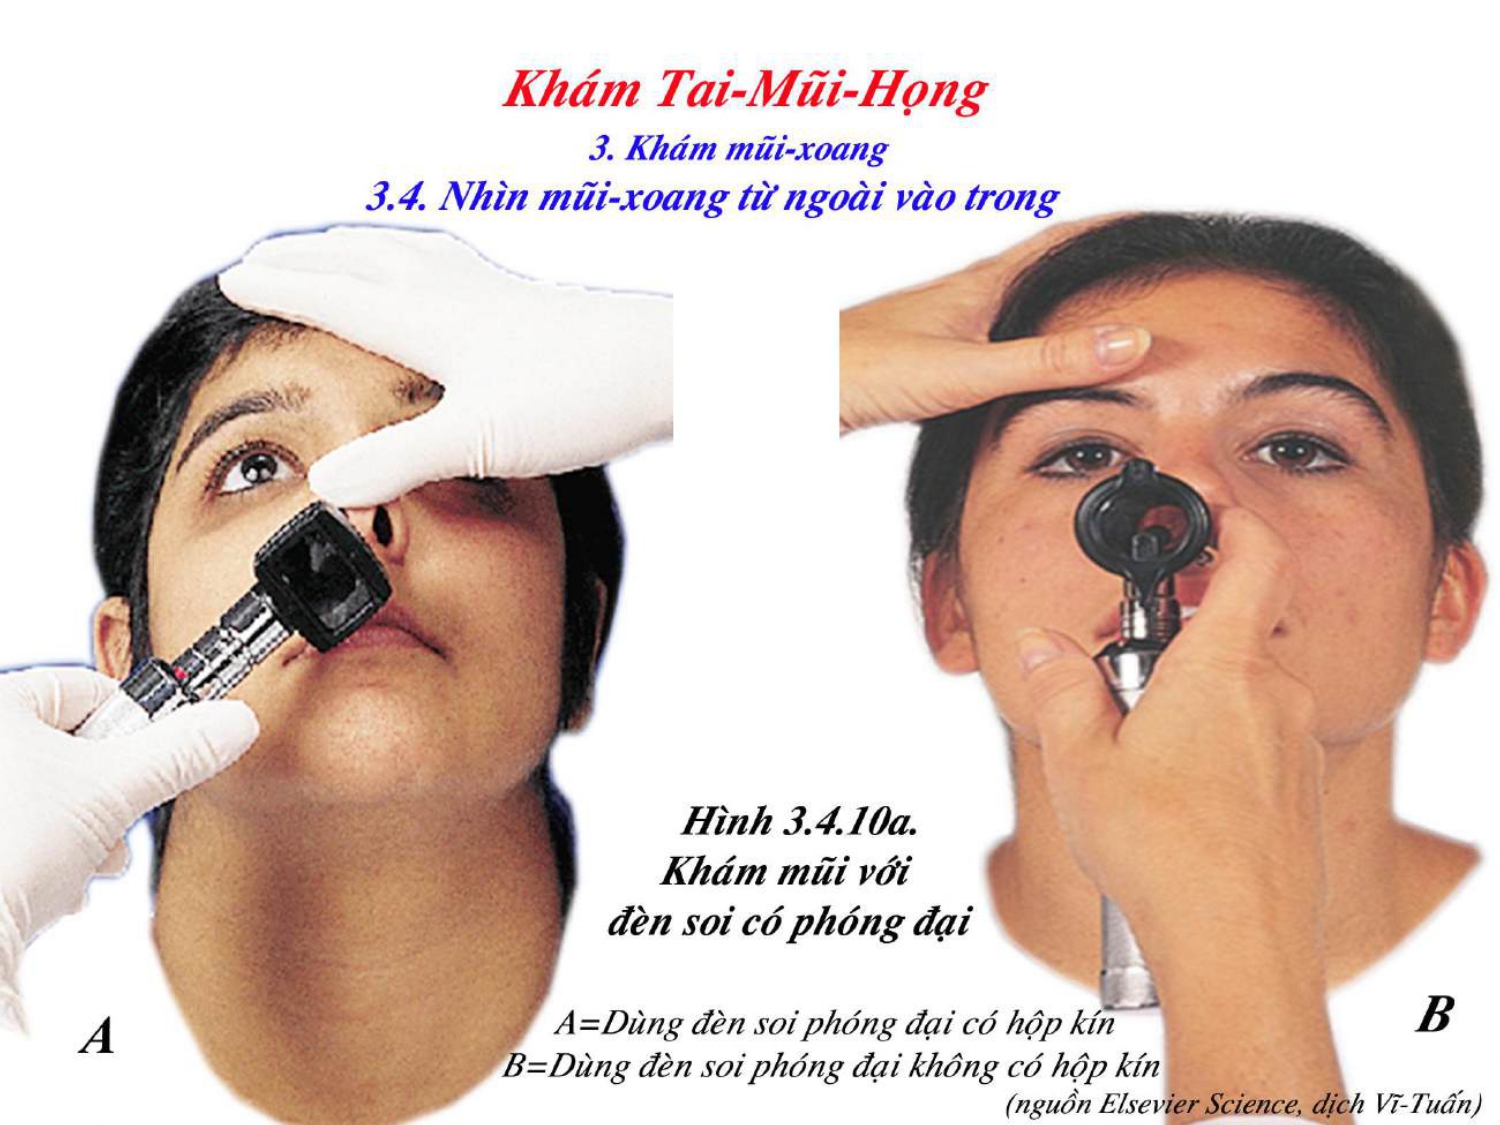 Khám Tai-Mũi-Họng
3. Khám mũi-xoang
3.4. Nhìn mũi-xoang từ ngoài vào trong
Hình 3.4.10a.
Khám mũi với
đèn soi có phóng đại
A
B
A=Dùng đèn soi phóng đại có hộp kín
B=Dùng đèn soi phóng đại không có hộp kín
(nguồn Elsevier Science, dịch Vĩ-Tuấn)